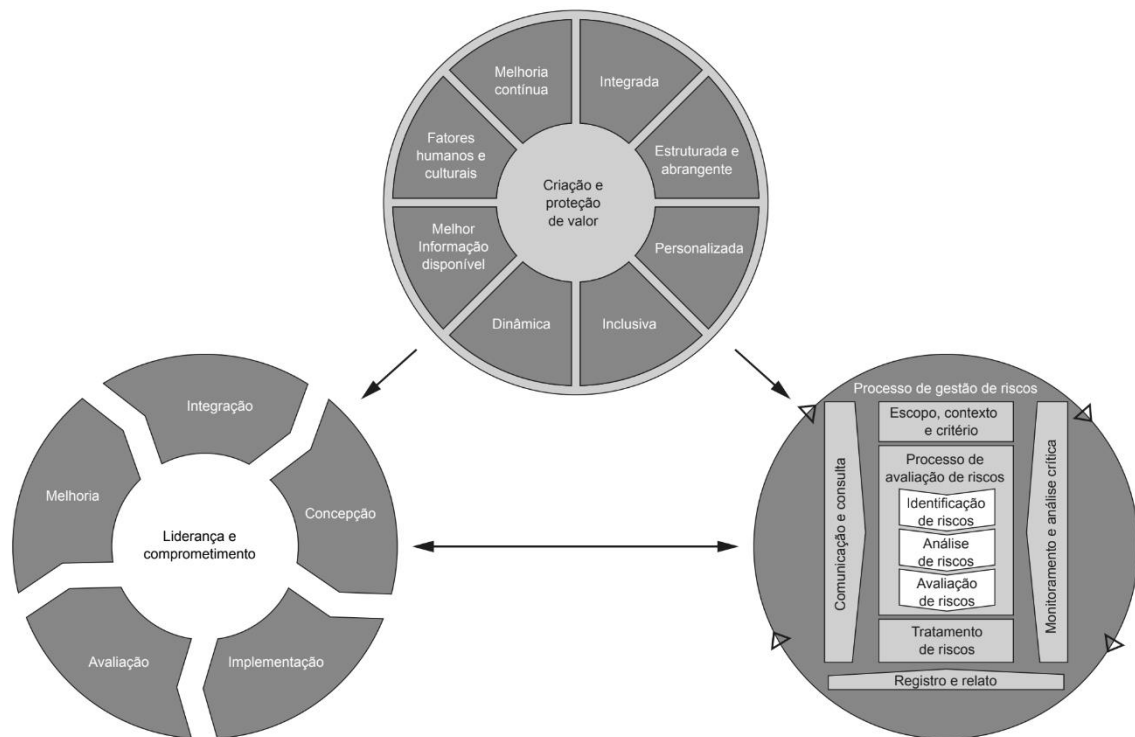 Melhoria
contínua
Integrada
Fatores
humanos e
culturais
Estruturada e
abrangente
Criação e
proteção
de valor
Melhor
Informação
disponível
Personalizada
Dinâmica
Inclusiva
Integração
Melhoria
Concepção
Liderança e
comprometimento
Avaliação
Implementação
Processo de gestão de riscos
Escopo, contexto
e critério
Processo de
avaliação de riscos
Identificação
de riscos
Análise
de riscos
Avaliação
de riscos
Tratamento
de riscos
Comunicação e consulta
Monitoramento e análise crítica
Registro e relato